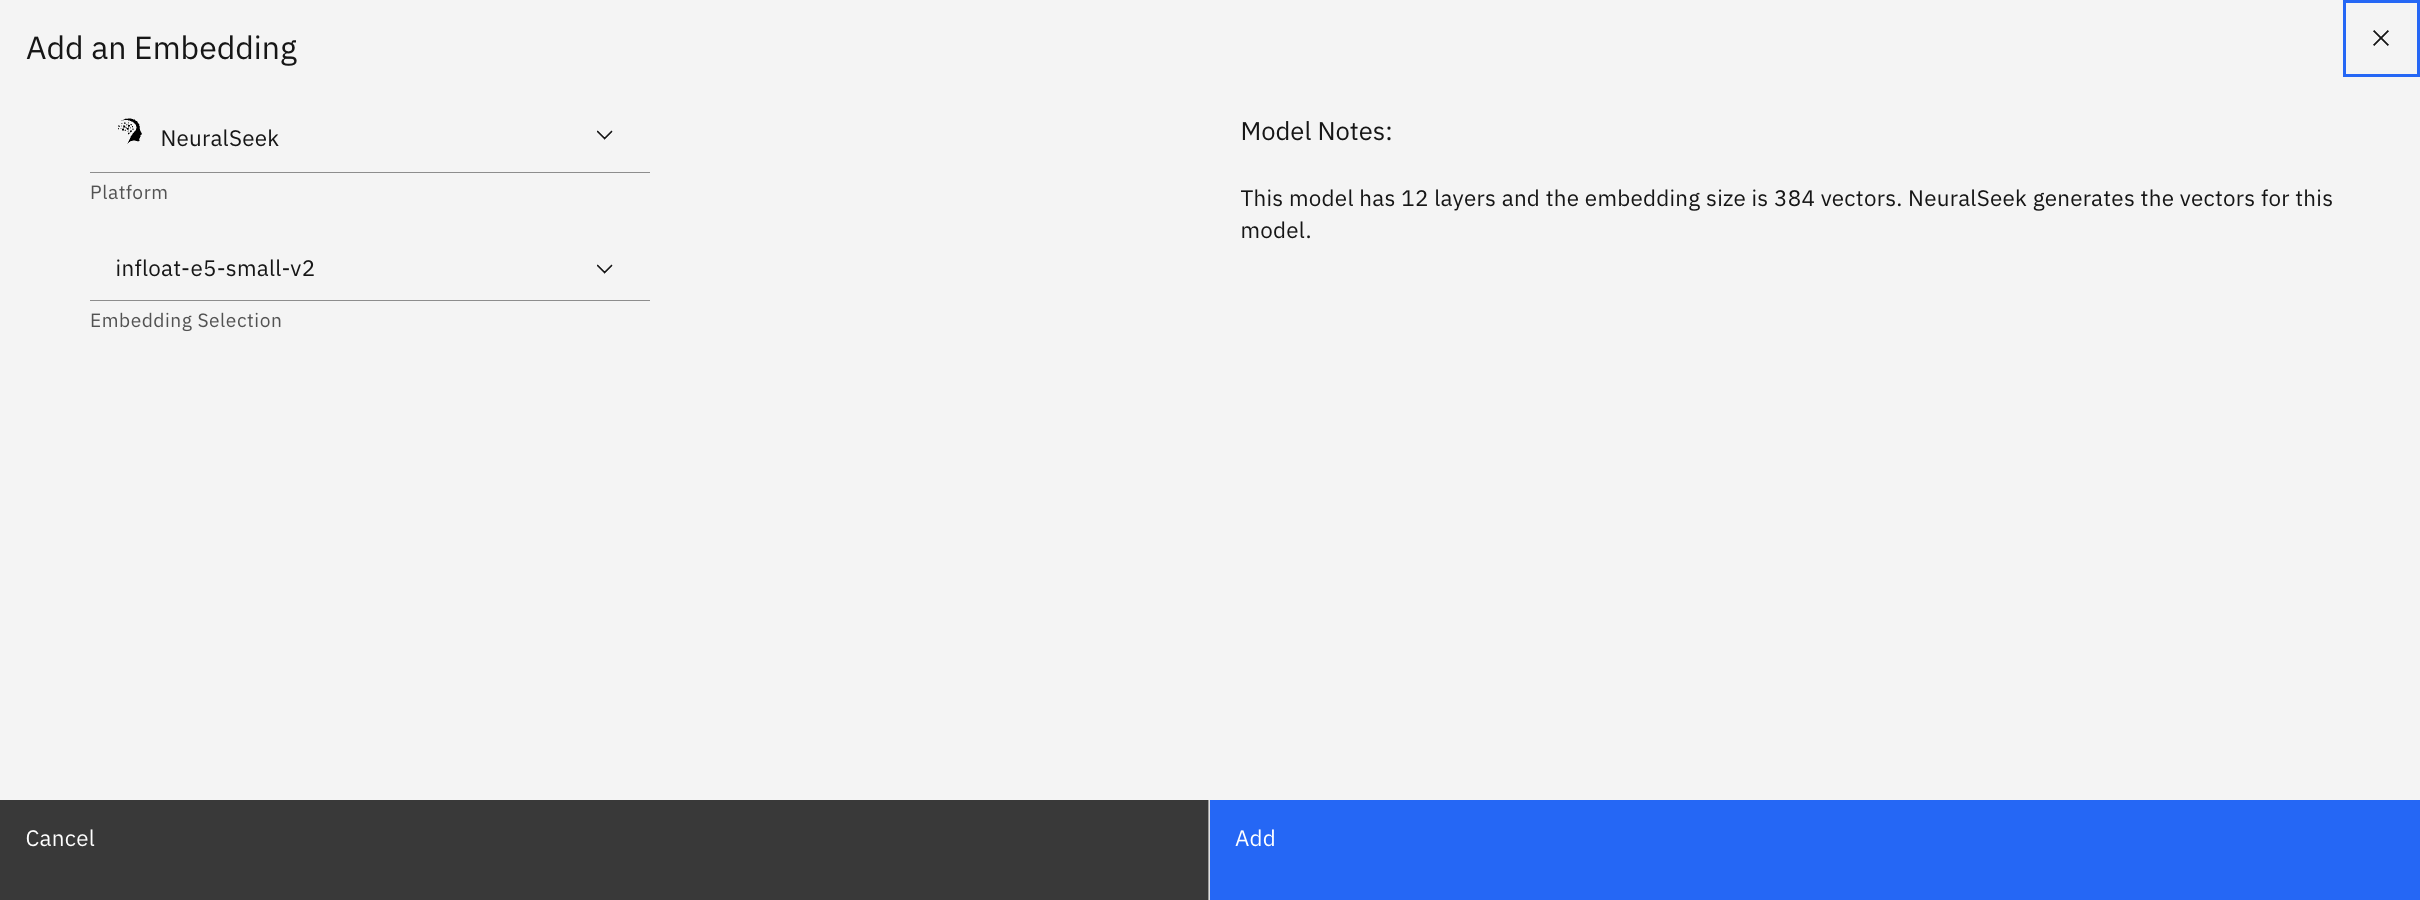 Add an Embedding
NeuralSeek
Platform
infloat-e5-small-v2
Embedding Selection
Model Notes:
This model has 12 layers and the embedding size is 384 vectors. NeuralSeek generates the vectors for this
model.
Cancel
Add